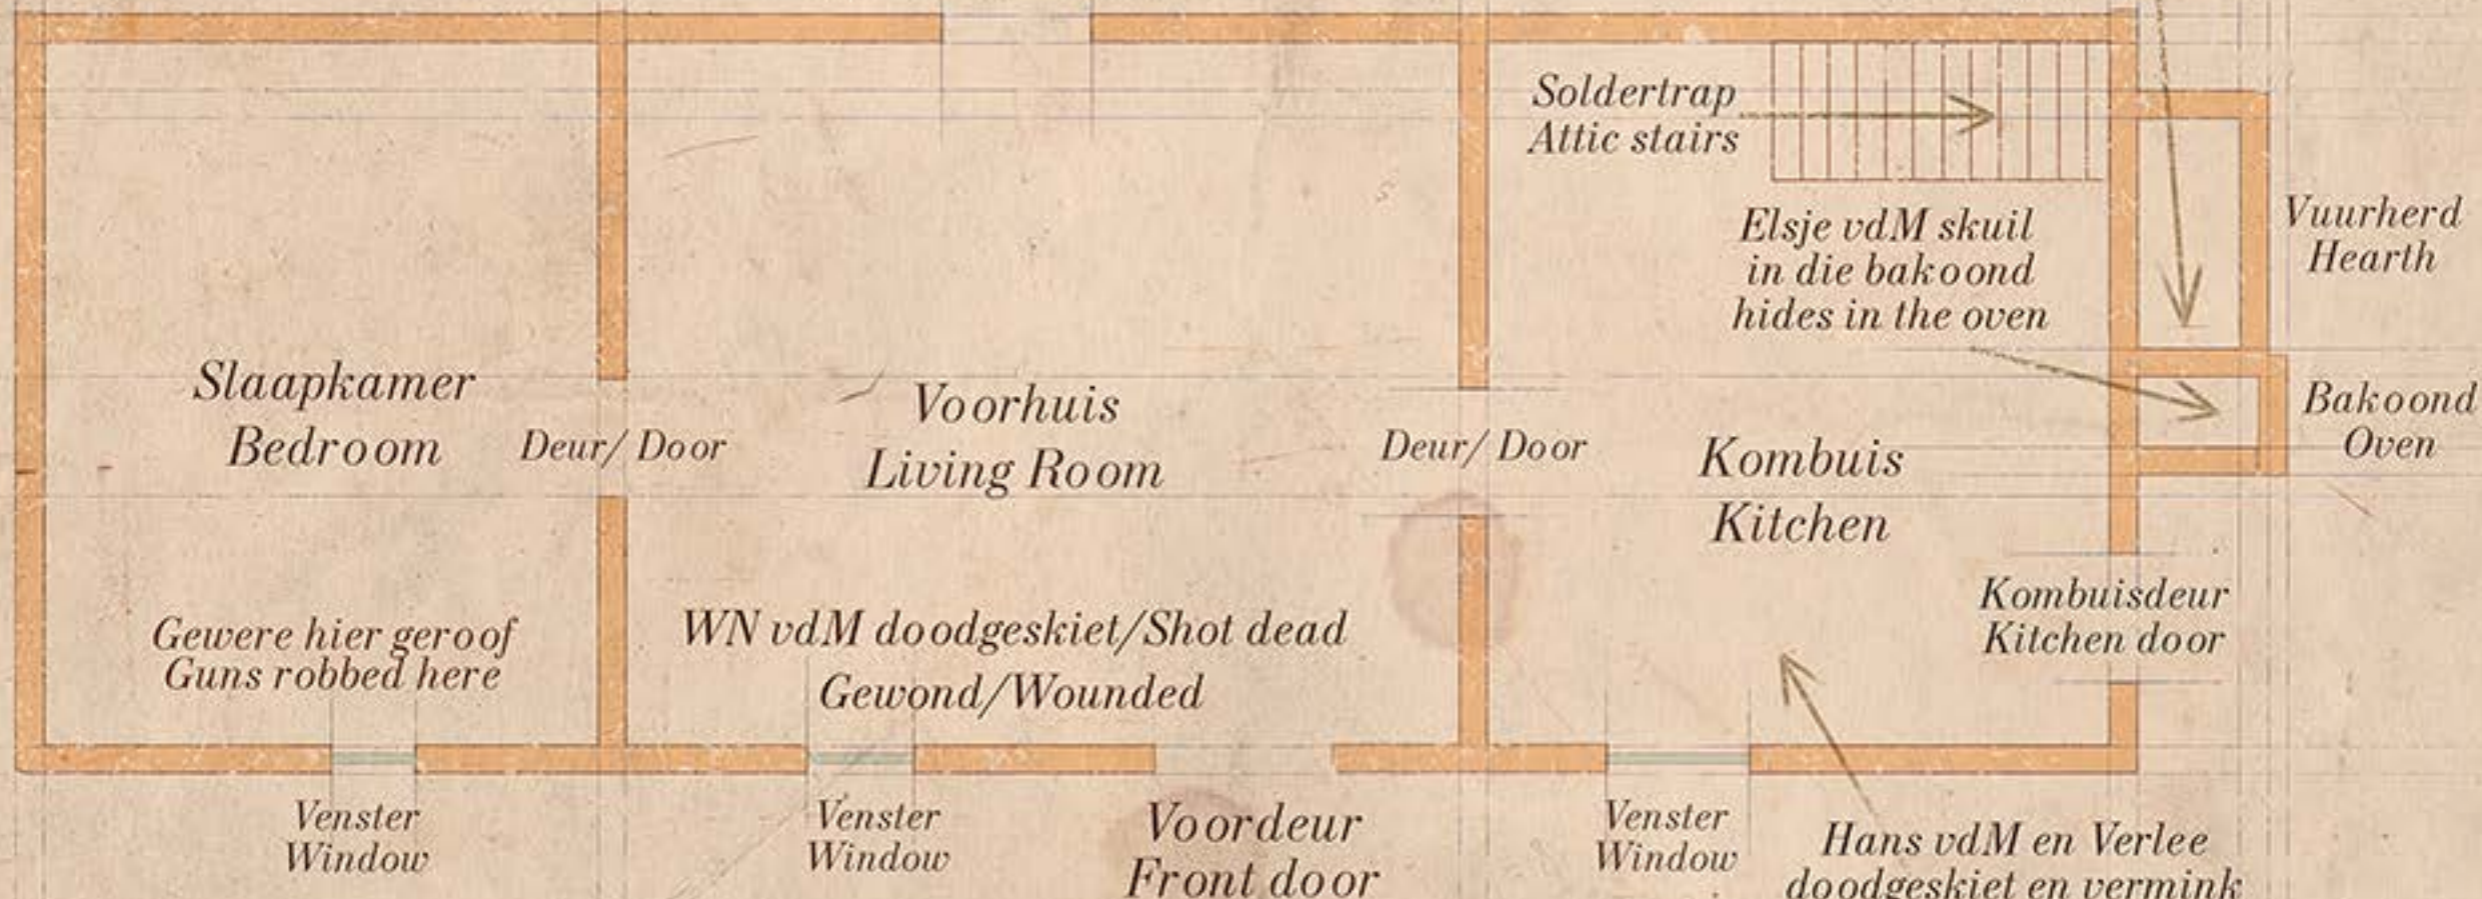 Soldertrap
Attic stairs
Elsje vdM skuil
in die bakoond
hides in the oven
Vuurherd
Hearth
Slaapkamer
Bedroom
Deur/ Door
Voorhuis
Living Room
Deur/ Door
Kombuis
Kitchen
Bakoond
Oven
Kombuisdeur
Kitchen door
Gewere hier geroof
Guns robbed here
WN vdM doodgeskiet/Shot dead
Gewond/Wounded
Venster
Window
Venster
Window
Voordeur
Front door
Venster
Window
Hans vdM en Verlee
doodgeskiet en vermink